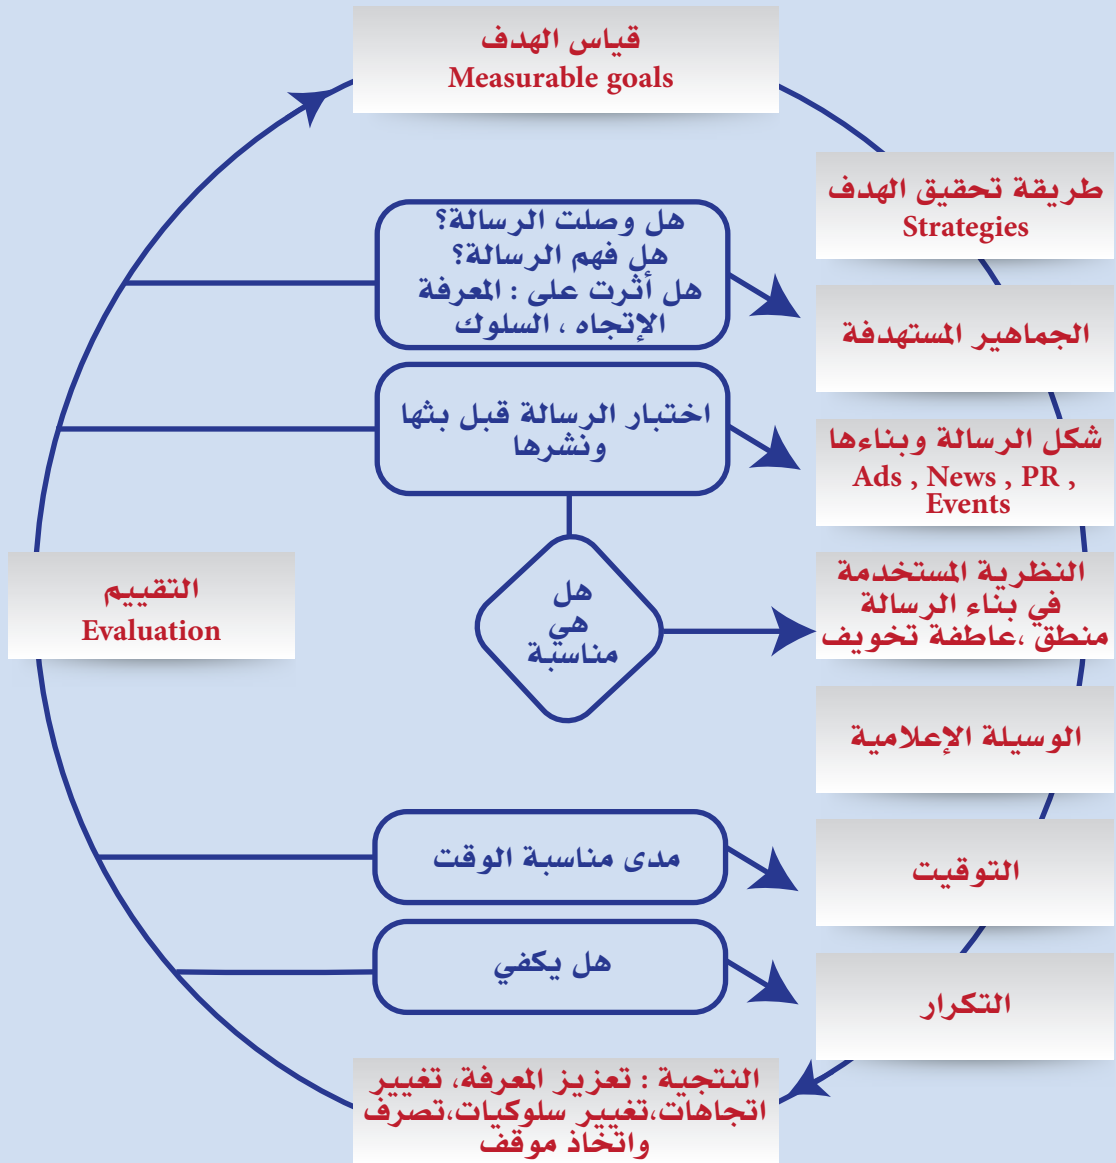 قياس الهدف
Measurable goals
طريقة تحقيق الهدف
Strategies
هل وصلت الرسالة؟
هل فهم الرسالة؟
هل أثرت على : المعرفة
الإتجاه ، السلوك
الجماهير المستهدفة
اختبار الرسالة قبل بثها
ونشرها
شكل الرسالة وبناءها
Ads , News , PR ,
Events
هل
هي
مناسبة
النظرية المستخدمة
في بناء الرسالة
منطق ،عاطفة تخويف
التقييم
Evaluation
الوسيلة الإعلامية
مدى مناسبة الوقت
التوقيت
هل يكفي
التكرار
النتجية : تعزيز المعرفة، تغيير
اتجاهات،تغيير سلوكيات،تصرف
واتخاذ موقف